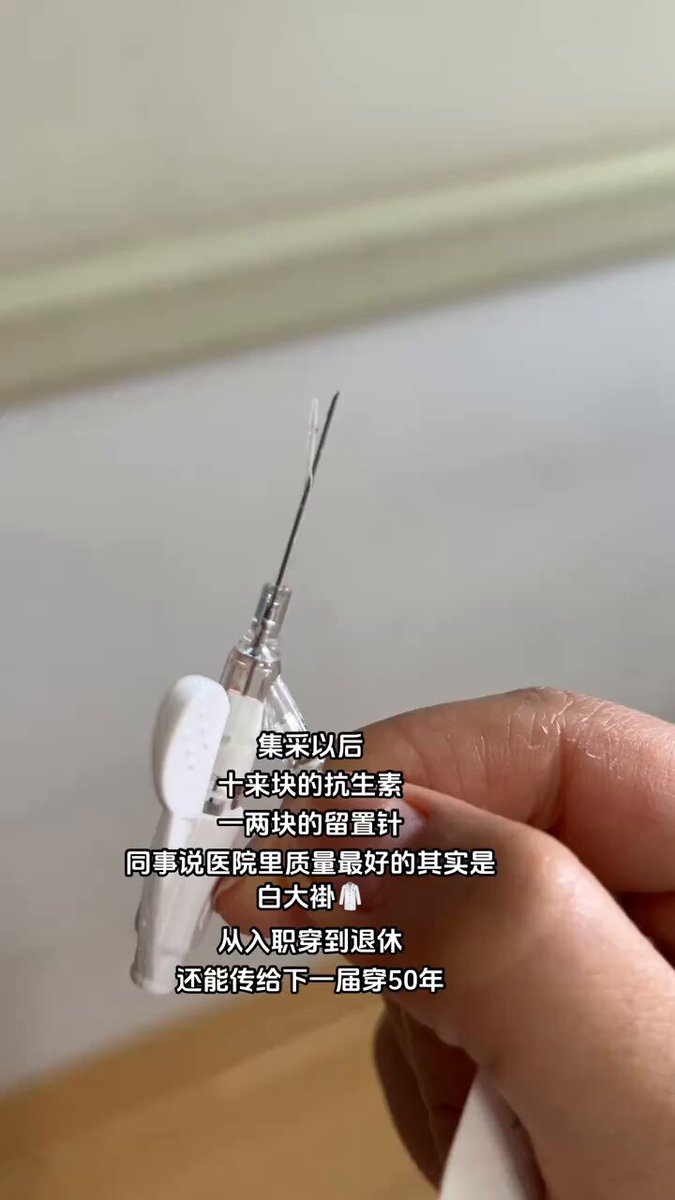 集采以后
十来块的抗生素
一两块的留置针
同事说医院里质量最好的其实是
白大褂🥼
从入职穿到退休
还能传给下一届穿50年